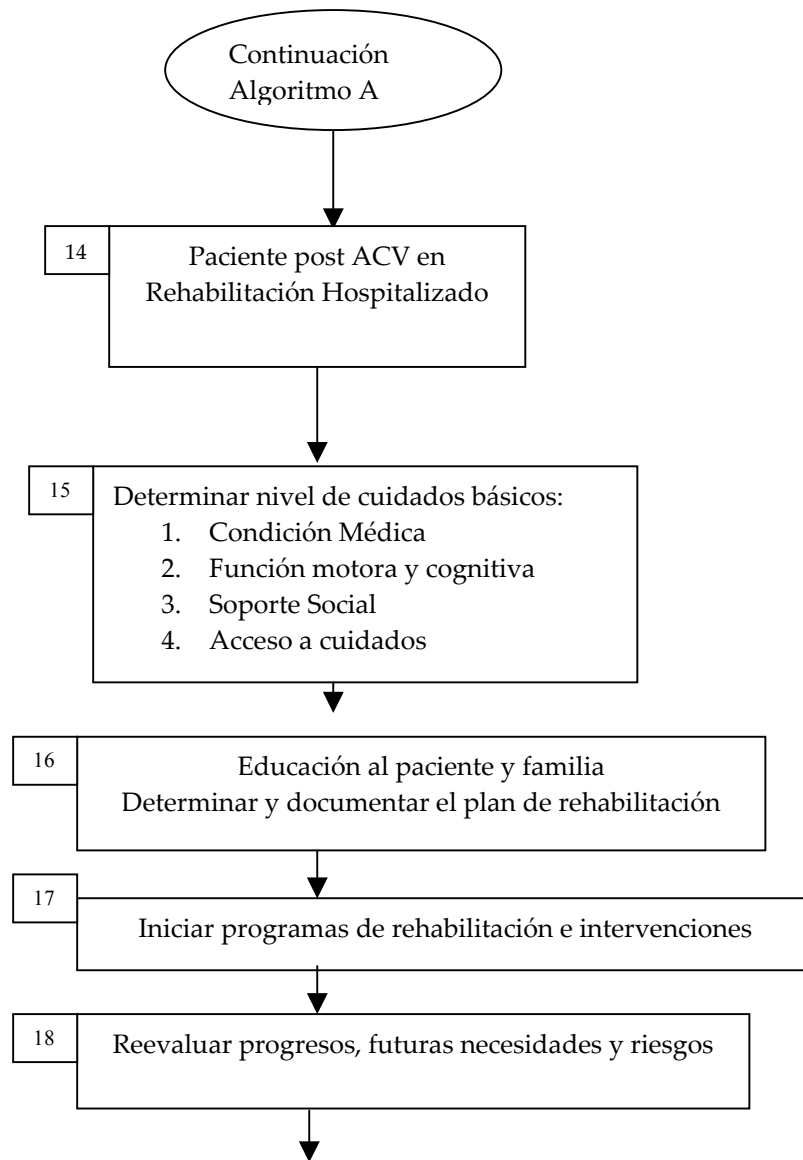 Continuación
Algoritmo A
14
Paciente post ACV en
Rehabilitación Hospitalizado
15
Determinar nivel de cuidados básicos:
1. Condición Médica
2. Función motora y cognitiva
3. Soporte Social
4. Acceso a cuidados
16
Educación al paciente y familia
Determinar y documentar el plan de rehabilitación
17
Iniciar programas de rehabilitación e intervenciones
18
Reevaluar progresos, futuras necesidades y riesgos